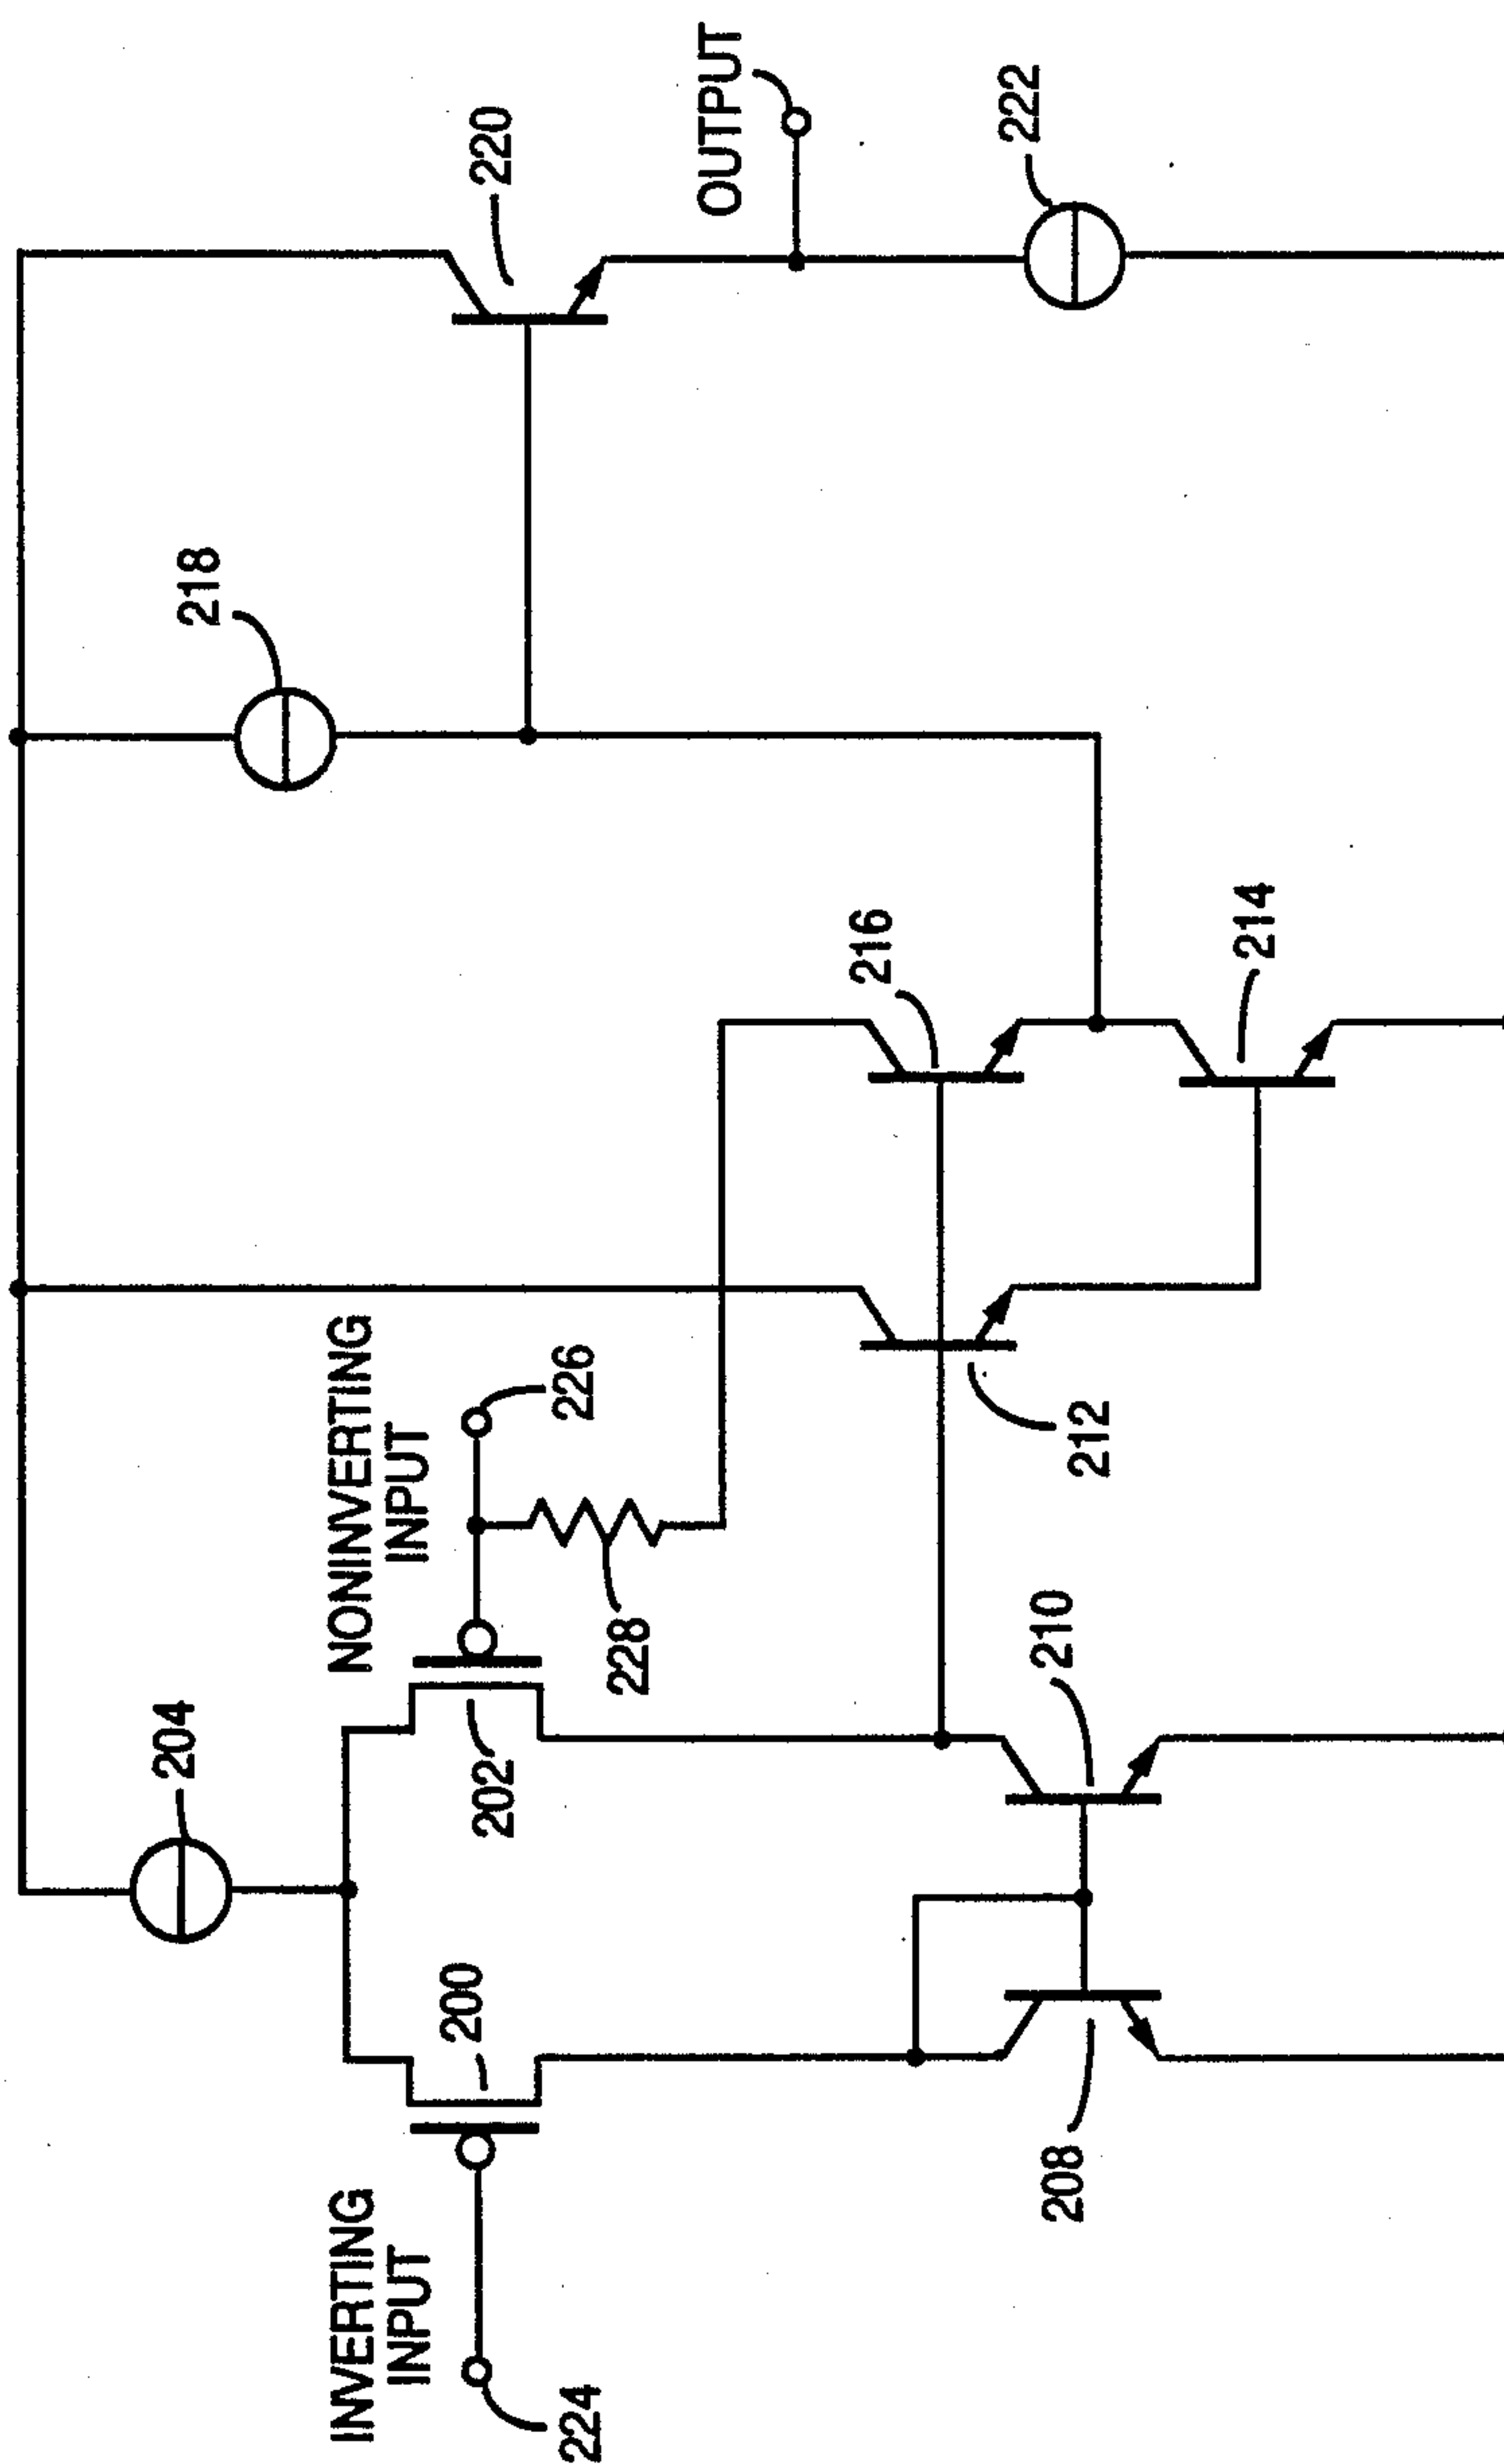 INVERTING
INPUT
224
200
204
202
NONINVERTING
INPUT
226
228
208
210
212
216
214
218
220
OUTPUT
222